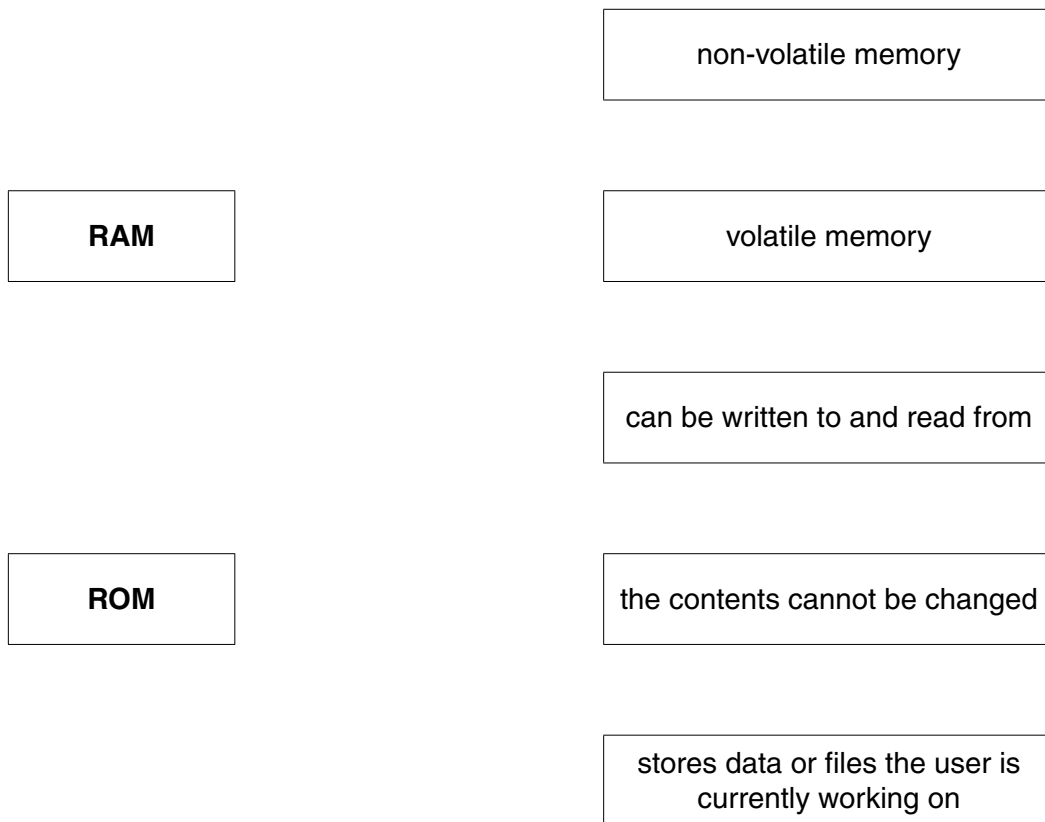 non-volatile memory
RAM
volatile memory
can be written to and read from
ROM
the contents cannot be changed
stores data or files the user is
currently working on